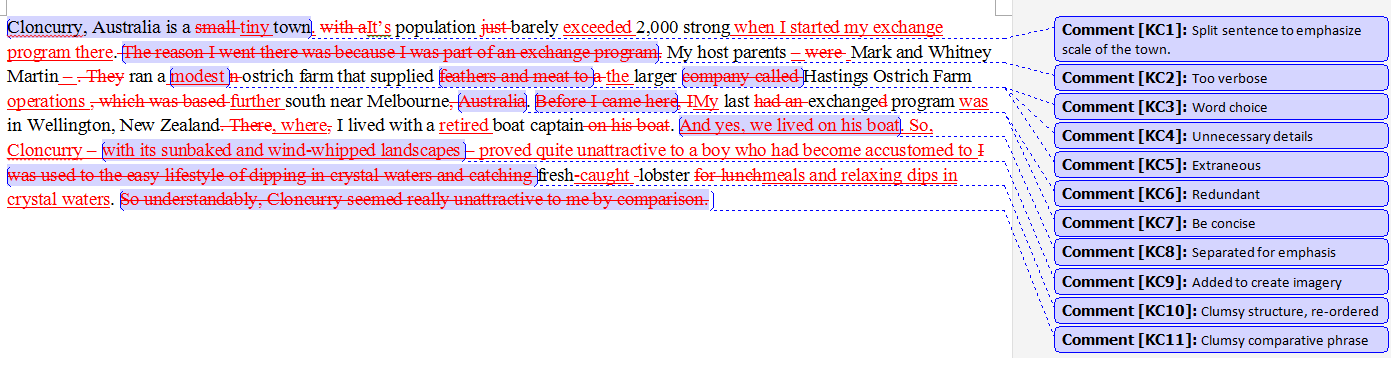 Cloncurry, Australia is a small tiny town. with a It's population just barely exceeded 2,000 strong when I started my exchange
program there. The reason I went there was because I was part of an exchange program. My host parents – were Mark and Whitney
Martin – . They ran a modest n ostrich farm that supplied feathers and meat to a the larger company called Hastings Ostrich Farm
operations , which was based further south near Melbourne, Australia. Before I came here, IMy last had an exchanged program was
in Wellington, New Zealand. There, where, I lived with a retired boat captain on his boat. And yes, we lived on his boat. So,
Cloncurry – with its sunbaked and wind-whipped landscapes – proved quite unattractive to a boy who had become accustomed to I
was used to the easy lifestyle of dipping in crystal waters and catching fresh-caught -lobster for lunchmeals and relaxing dips in
crystal waters. So understandably, Cloncurry seemed really unattractive to me by comparison.
Comment [KC1]: Split sentence to emphasize
scale of the town.
Comment [KC2]: Too verbose
Comment [KC3]: Word choice
Comment [KC4]: Unnecessary details
Comment [KC5]: Extraneous
Comment [KC6]: Redundant
Comment [KC7]: Be concise
Comment [KC8]: Separated for emphasis
Comment [KC9]: Added to create imagery
Comment [KC10]: Clumsy structure, re-ordered
Comment [KC11]: Clumsy comparative phrase